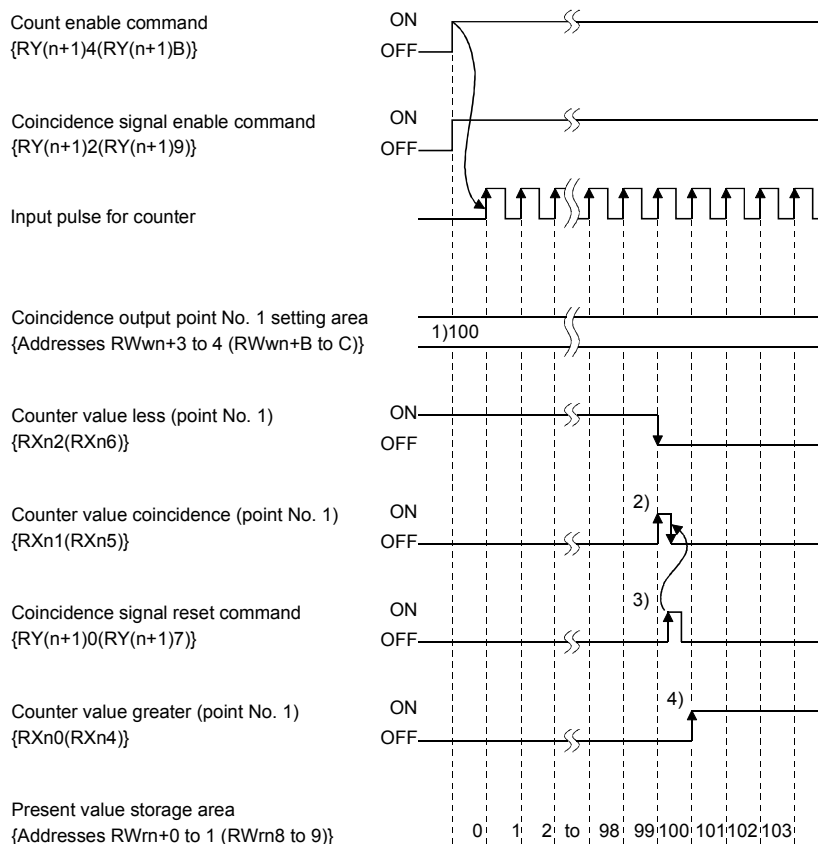 Count enable command
{RY(n+1)4(RY(n+1)B)}
ON
OFF
Coincidence signal enable command
{RY(n+1)2(RY(n+1)9)}
ON
OFF
Input pulse for counter
Coincidence output point No. 1 setting area
{Addresses RWwn+3 to 4 (RWwn+B to C)}
1)100
Counter value less (point No. 1)
{RXn2(RXn6)}
ON
OFF
Counter value coincidence (point No. 1)
{RXn1(RXn5)}
ON
OFF
2)
Coincidence signal reset command
{RY(n+1)0(RY(n+1)7)}
ON
OFF
3)
Counter value greater (point No. 1)
{RXn0(RXn4)}
ON
OFF
4)
Present value storage area
{Addresses RWrn+0 to 1 (RWrn8 to 9)}
0 1 2 to 98 99 100 101 102 103